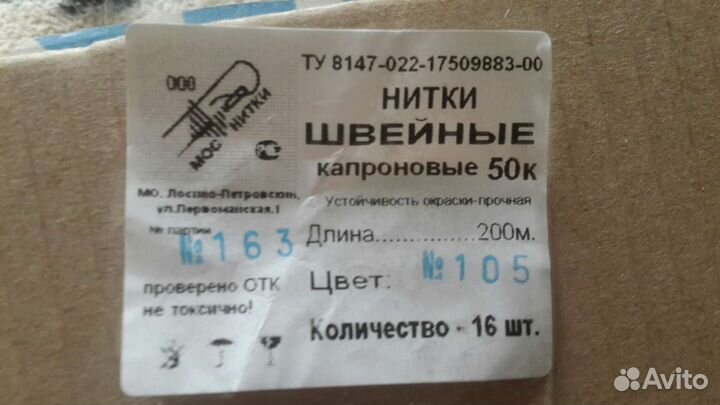 ООО
МОС НИТКИ
МО. Лосино-Петровский,
ул.Первомайская,1
№ партии
№163
проверено ОТК
не токсично!
ТУ 8147-022-17509883-00
НИТКИ
ШВЕЙНЫЕ
капроновые 50к
Устойчивость окраски-прочная
Длина...............200м.
Цвет: №105
Количество - 16 шт.
Avito